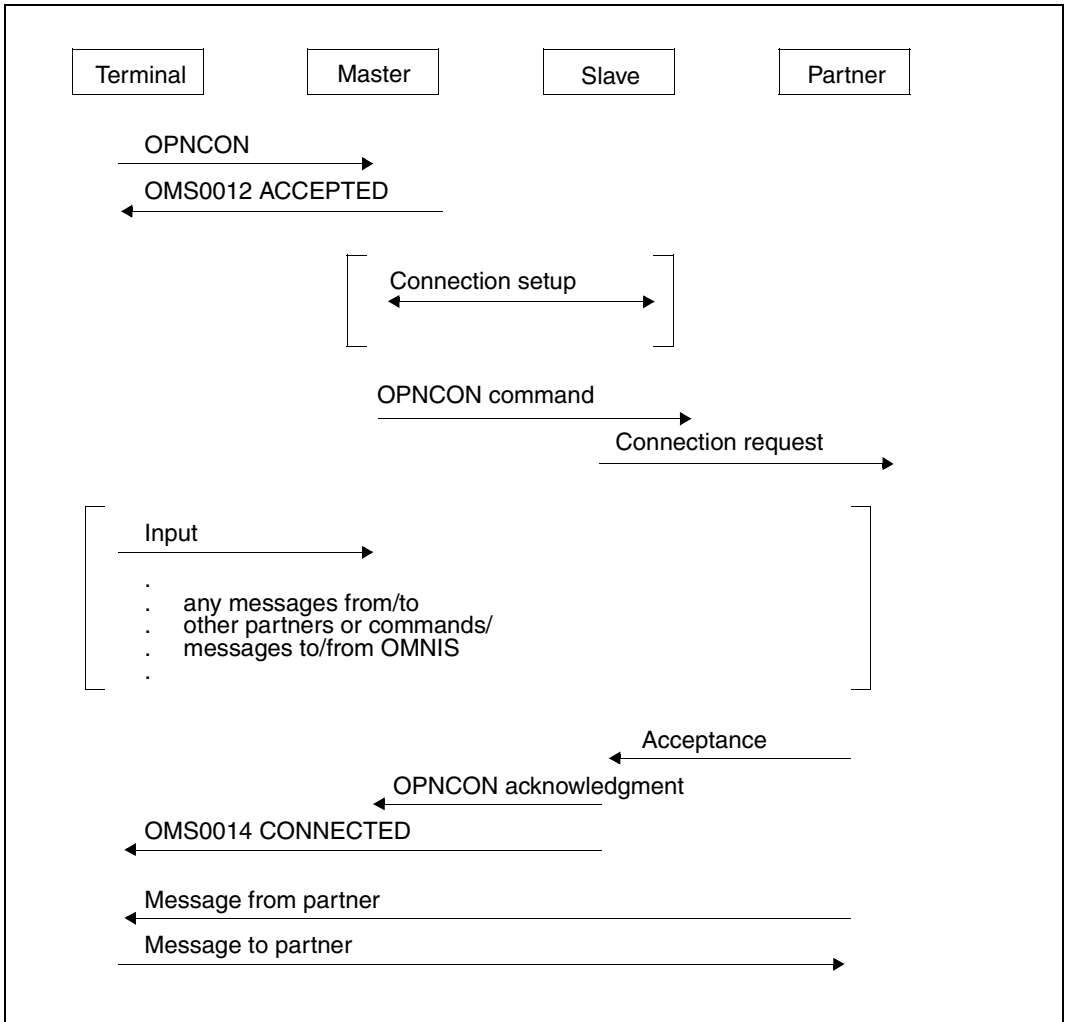 Terminal Master Slave Partner
OPNCON
OMS0012 ACCEPTED
Connection setup
OPNCON command
Connection request
Input
.
. any messages from/to
. other partners or commands/
. messages to/from OMNIS
.
Acceptance
OPNCON acknowledgment
OMS0014 CONNECTED
Message from partner
Message to partner